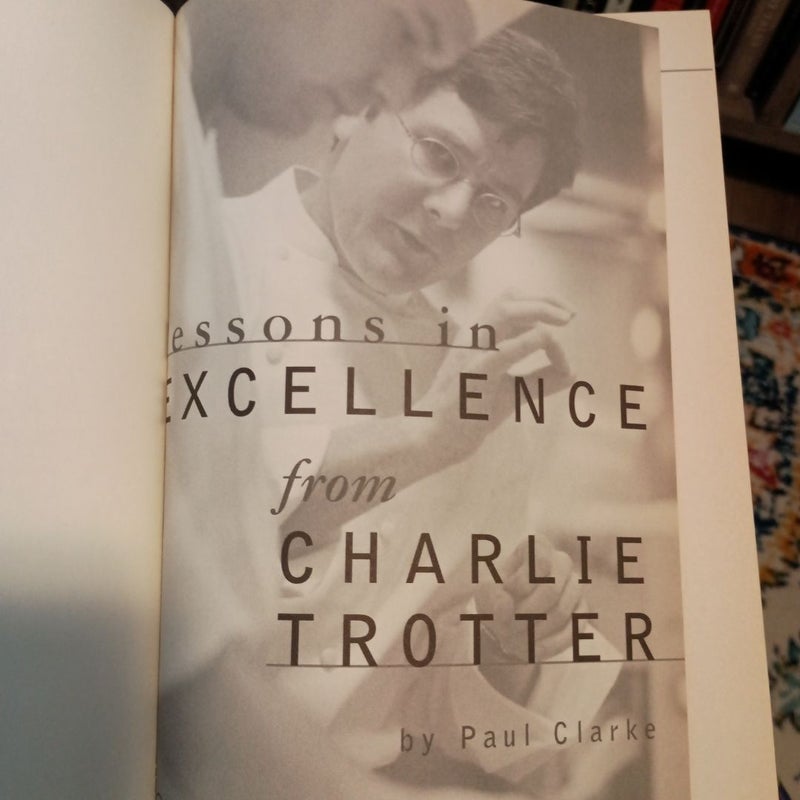 essons in
EXCELLENCE
from
CHARLIE
TROTTER
by Paul Clarke